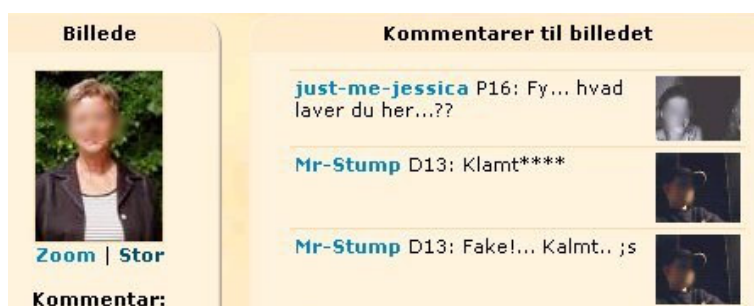 Billede
Zoom | Stor
Kommentar:
Kommentarer til billedet
just-me-jessica P16: Fy... hvad
laver du her...??
Mr-Stump D13: Klamt****
Mr-Stump D13: Fake!... Kalmt.. ;s